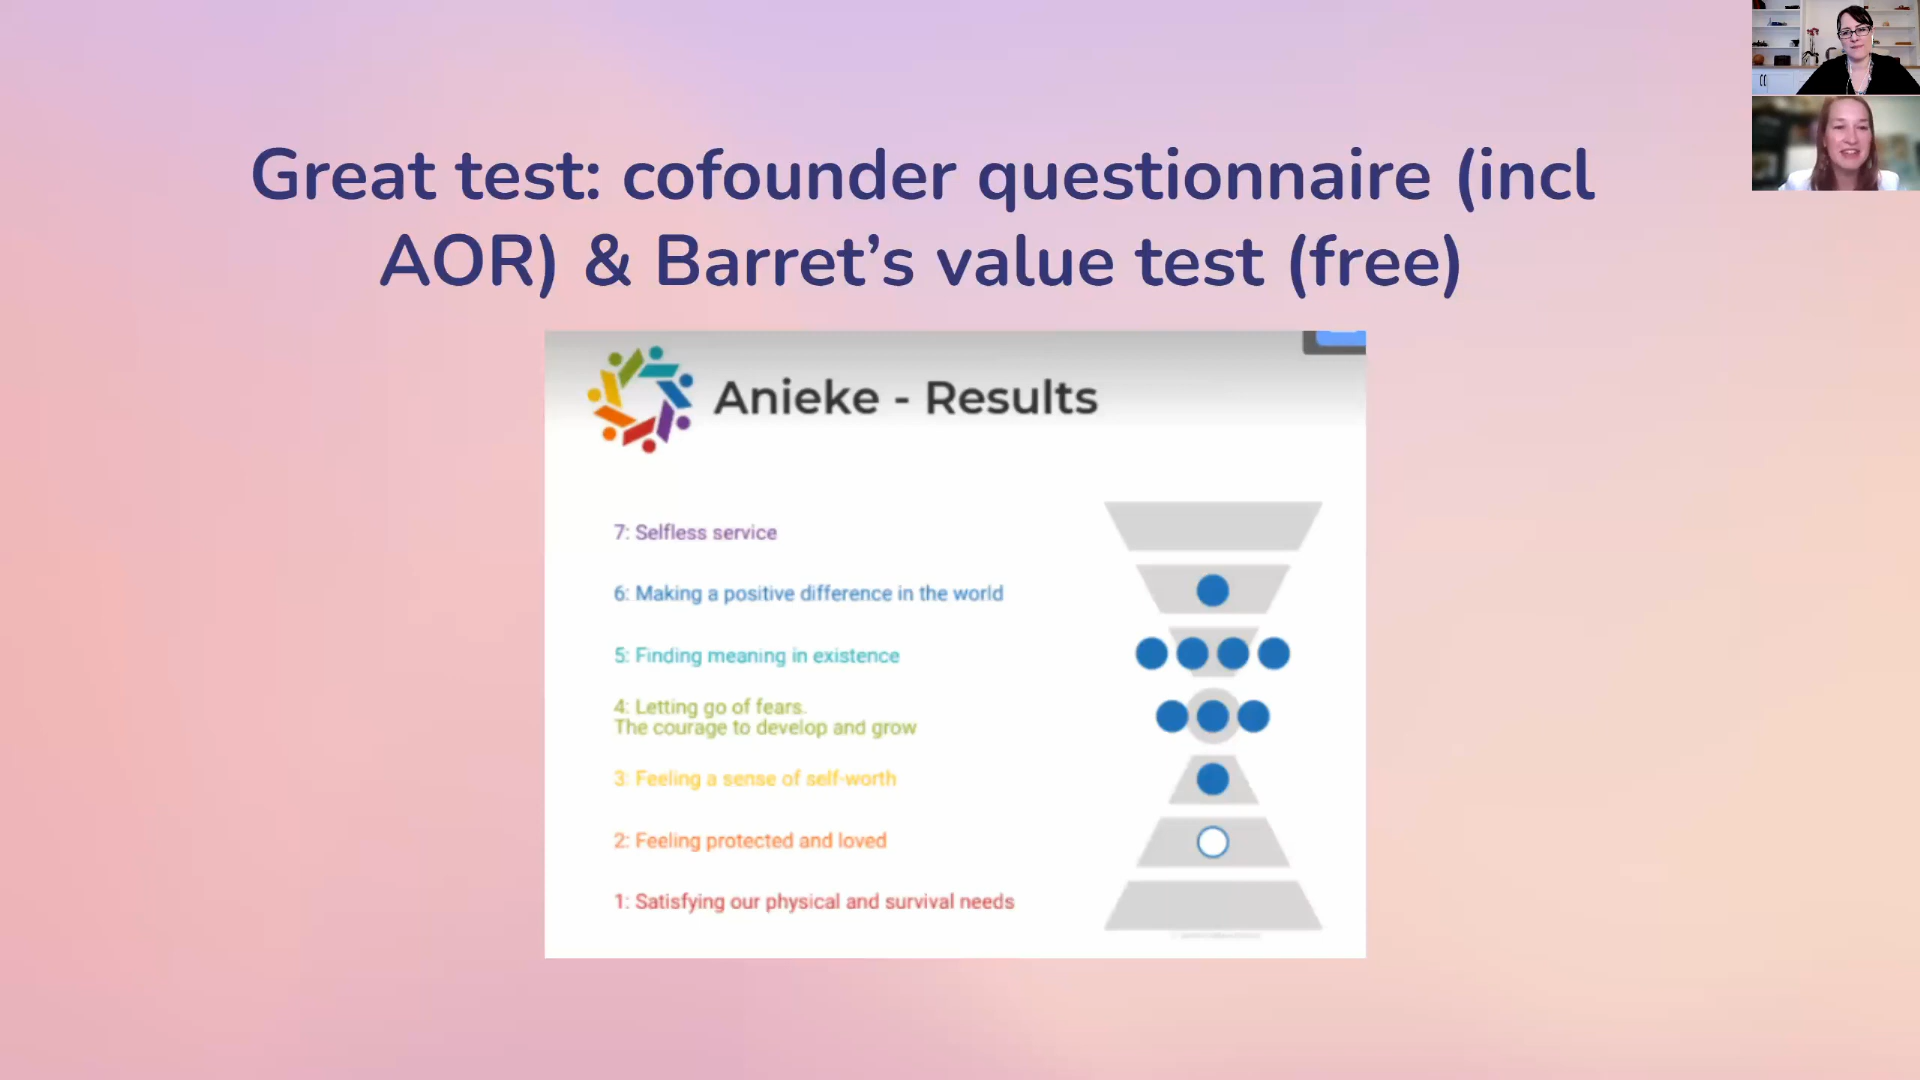 Great test: cofounder questionnaire (incl
AOR) & Barret’s value test (free)
Anieke - Results
7: Selfless service
6: Making a positive difference in the world
5: Finding meaning in existence
4: Letting go of fears.
The courage to develop and grow
3: Feeling a sense of self-worth
2: Feeling protected and loved
1: Satisfying our physical and survival needs